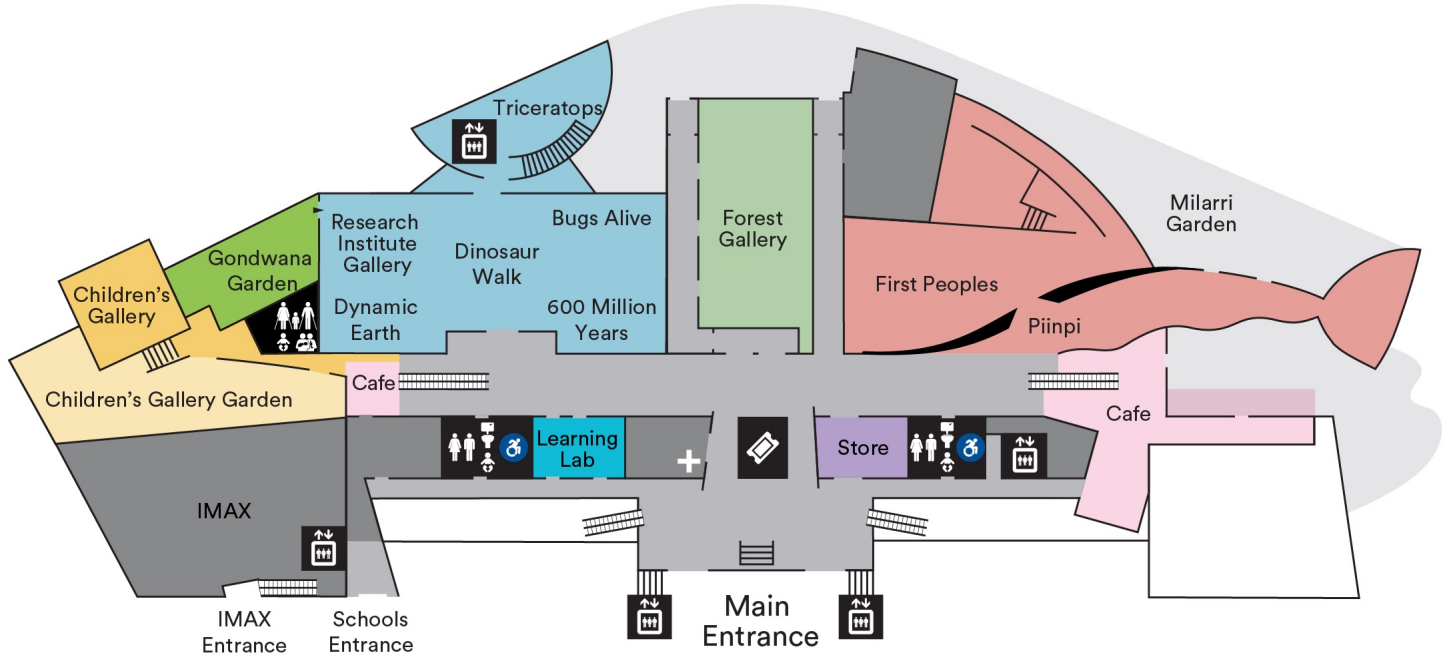 Triceratops
Research
Institute
Gallery
Bugs Alive
Dinosaur
Walk
Dynamic
Earth
600 Million
Years
Gondwana
Garden
Children's
Gallery
Children's Gallery Garden
Cafe
Forest
Gallery
First Peoples
Piinpi
Milarri
Garden
Cafe
Learning
Lab
Store
IMAX
IMAX
Entrance
Schools
Entrance
Main
Entrance